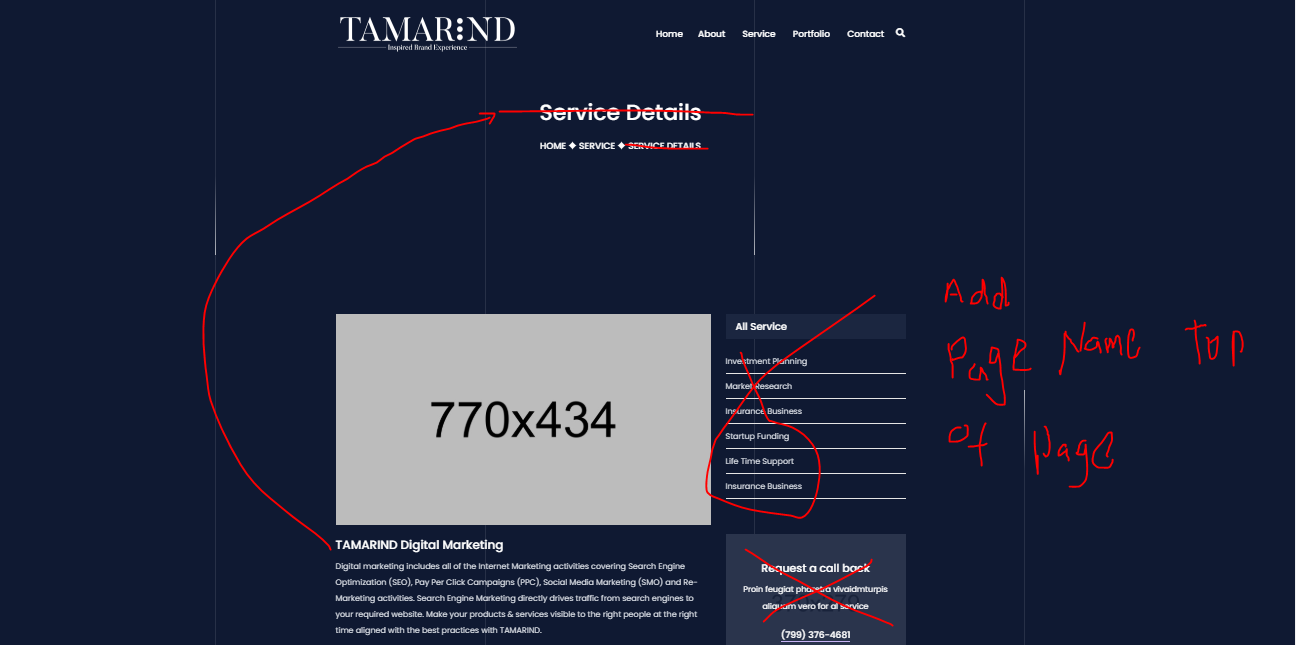 TAMARIND
Inspired Brand Experience
Home About Service Portfolio Contact
Service Details
HOME ◆ SERVICE ◆ SERVICE DETAILS
770x434
All Service
Investment Planning
Market Research
Insurance Business
Startup Funding
Life Time Support
Insurance Business
Add
Page Name Top
of page
TAMARIND Digital Marketing
Digital marketing includes all of the Internet Marketing activities covering Search Engine
Optimization (SEO), Pay Per Click Campaigns (PPC), Social Media Marketing (SMO) and Re-
Marketing activities. Search Engine Marketing directly drives traffic from search engines to
your required website. Make your products & services visible to the right people at the right
time aligned with the best practices with TAMARIND.
Request a call back
Proin feugiat pharetra vivaidmturpis
aliquam vero for al service
(799) 376-4681